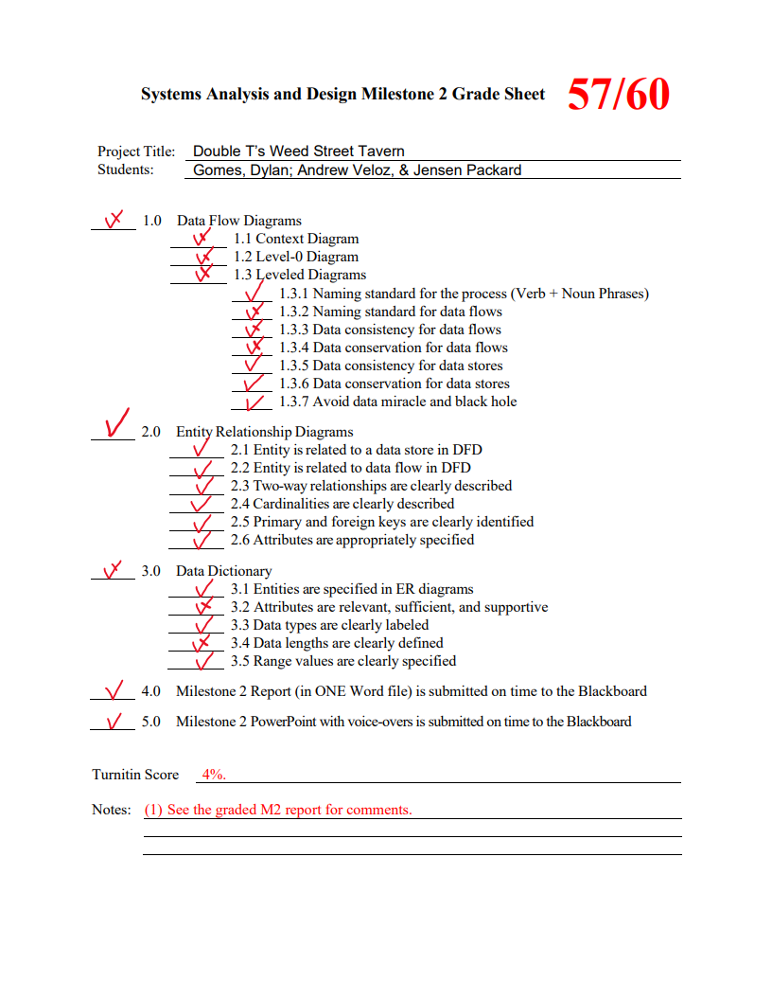 Systems Analysis and Design Milestone 2 Grade Sheet 57/60
Project Title: Double T's Weed Street Tavern
Students: Gomes, Dylan; Andrew Veloz, & Jensen Packard
1.0 Data Flow Diagrams
1.1 Context Diagram
1.2 Level-0 Diagram
1.3 Leveled Diagrams
1.3.1 Naming standard for the process (Verb + Noun Phrases)
1.3.2 Naming standard for data flows
1.3.3 Data consistency for data flows
1.3.4 Data conservation for data flows
1.3.5 Data consistency for data stores
1.3.6 Data conservation for data stores
1.3.7 Avoid data miracle and black hole
2.0 Entity Relationship Diagrams
2.1 Entity is related to a data store in DFD
2.2 Entity is related to data flow in DFD
2.3 Two-way relationships are clearly described
2.4 Cardinalities are clearly described
2.5 Primary and foreign keys are clearly identified
2.6 Attributes are appropriately specified
3.0 Data Dictionary
3.1 Entities are specified in ER diagrams
3.2 Attributes are relevant, sufficient, and supportive
3.3 Data types are clearly labeled
3.4 Data lengths are clearly defined
3.5 Range values are clearly specified
4.0 Milestone 2 Report (in ONE Word file) is submitted on time to the Blackboard
5.0 Milestone 2 PowerPoint with voice-overs is submitted on time to the Blackboard
Turnitin Score 4%.
Notes: (1) See the graded M2 report for comments.